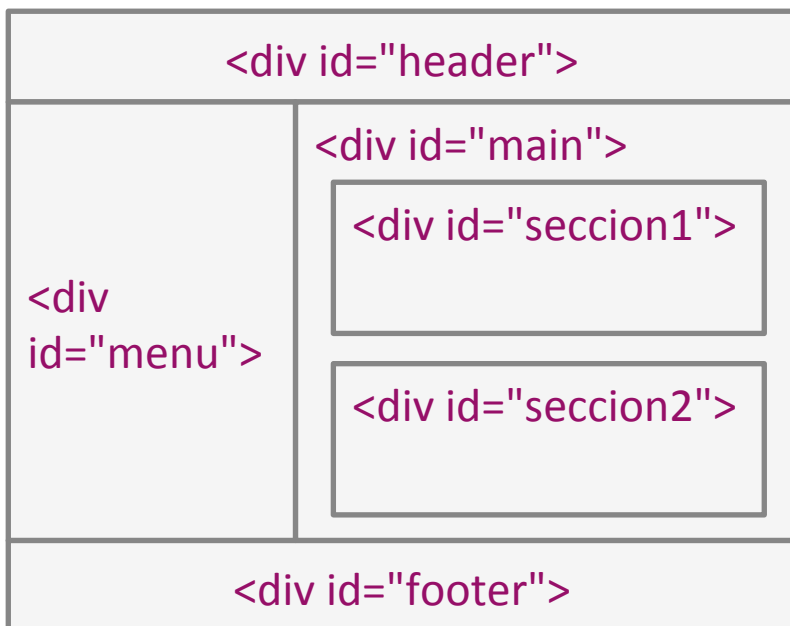 <div id="header">
<div
id="menu">
<div id="main">
<div id="seccion1">
<div id="seccion2">
<div id="footer">